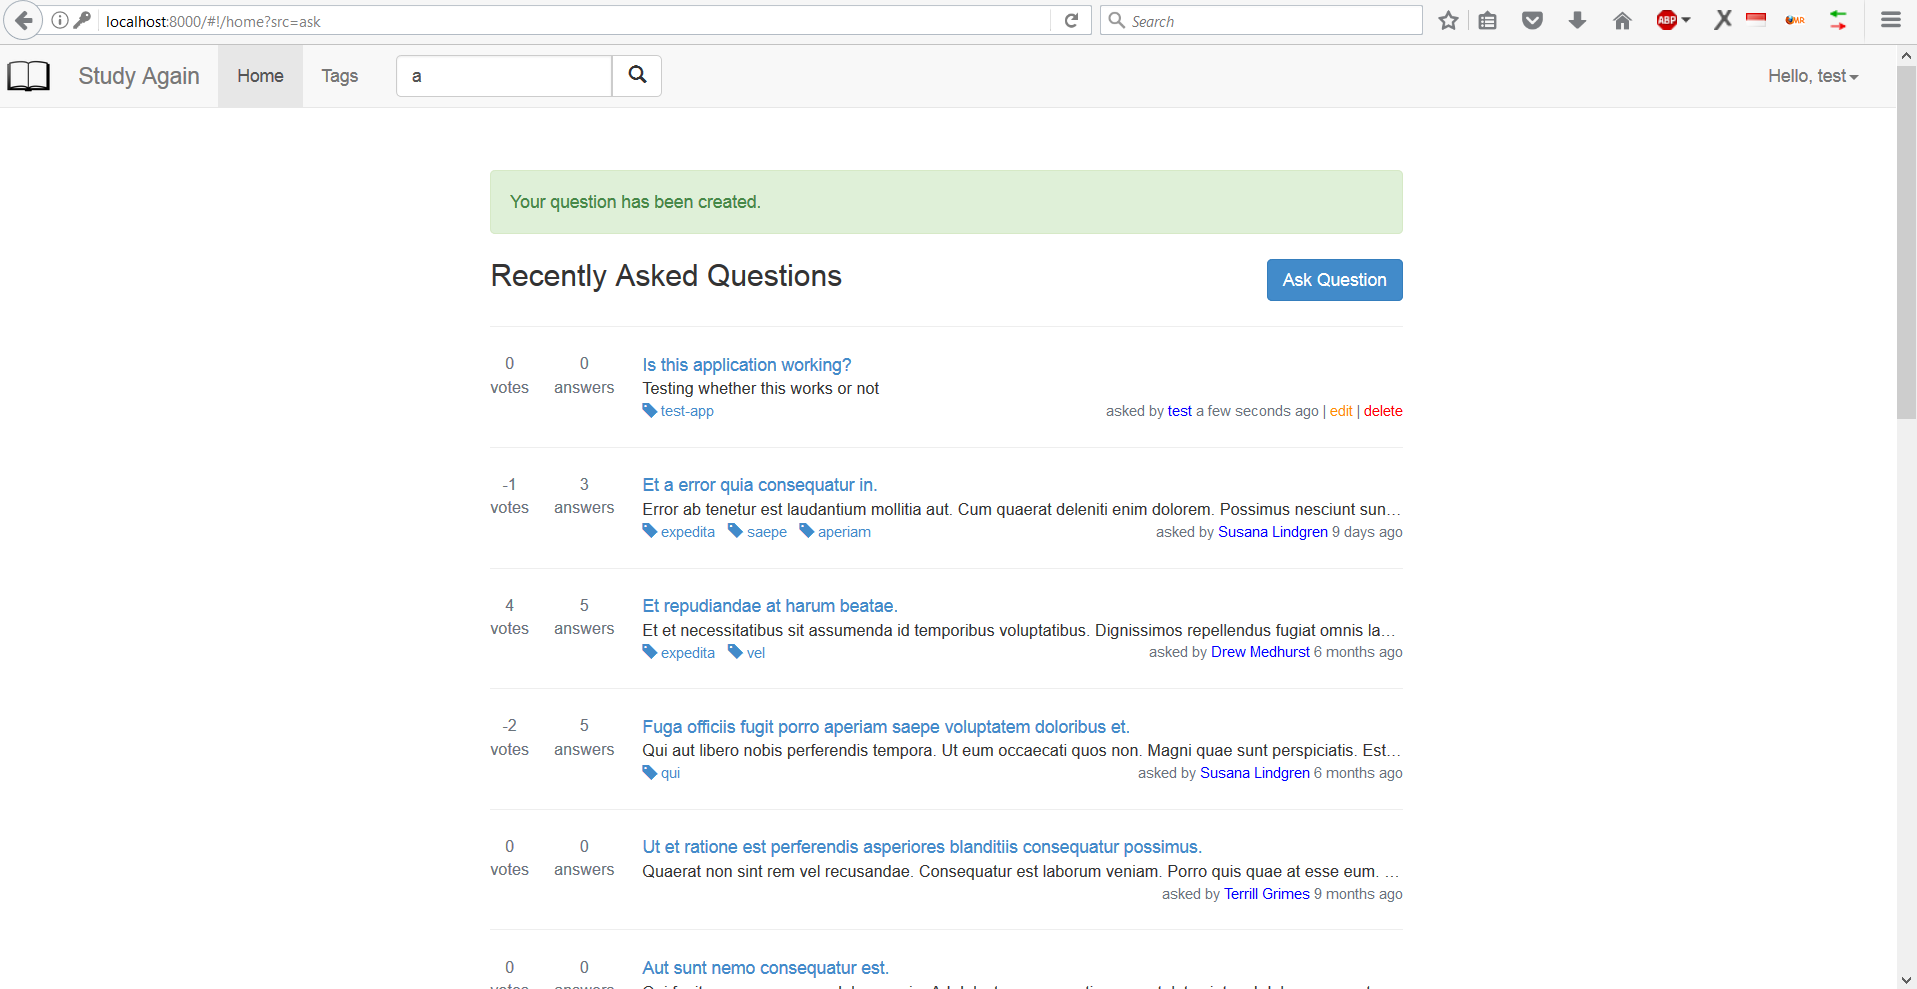 localhost:8000/#!/home?src=ask
Search
ABP
MR
Study Again
Home
Tags
a
Hello, test
Your question has been created.
Recently Asked Questions
Ask Question
0 votes
0 answers
Is this application working?
Testing whether this works or not
test-app
asked by test a few seconds ago | edit | delete
-1 votes
3 answers
Et a error quia consequatur in.
Error ab tenetur est laudantium mollitia aut. Cum quaerat deleniti enim dolorem. Possimus nesciunt sun...
expedita saepe aperiam
asked by Susana Lindgren 9 days ago
4 votes
5 answers
Et repudiandae at harum beatae.
Et et necessitatibus sit assumenda id temporibus voluptatibus. Dignissimos repellendus fugiat omnis la...
expedita vel
asked by Drew Medhurst 6 months ago
-2 votes
5 answers
Fuga officiis fugit porro aperiam saepe voluptatem doloribus et.
Qui aut libero nobis perferendis tempora. Ut eum occaecati quos non. Magni quae sunt perspiciatis. Est...
qui
asked by Susana Lindgren 6 months ago
0 votes
0 answers
Ut et ratione est perferendis asperiores blanditiis consequatur possimus.
Quaerat non sint rem vel recusandae. Consequatur est laborum veniam. Porro quis quae at esse eum. ...
asked by Terrill Grimes 9 months ago
0
0
Aut sunt nemo consequatur est.